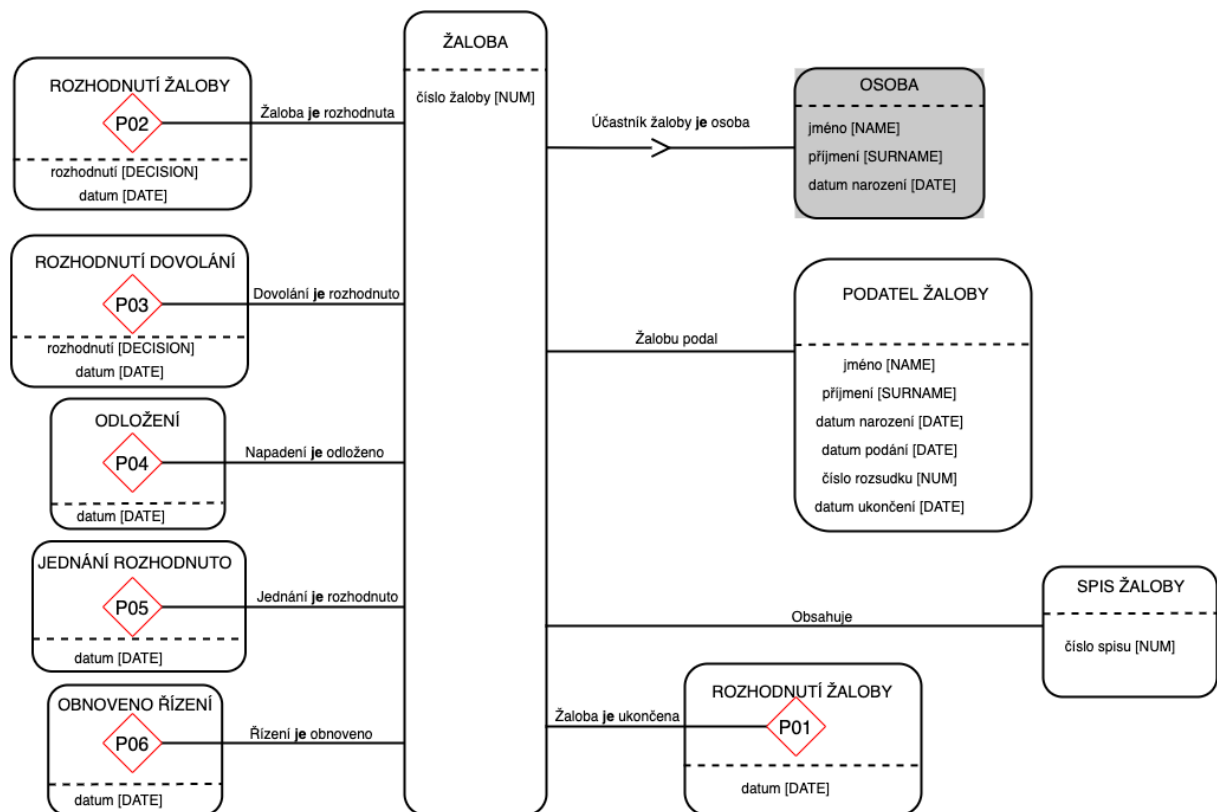 ŽALOBA
číslo žaloby [NUM]
ROZHODNUTÍ ŽALOBY
P02
Žaloba je rozhodnuta
rozhodnutí [DECISION]
datum [DATE]
ROZHODNUTÍ DOVOLÁNÍ
P03
Dovolání je rozhodnuto
rozhodnutí [DECISION]
datum [DATE]
ODLOŽENÍ
P04
Napadení je odloženo
datum [DATE]
JEDNÁNÍ ROZHODNUTO
P05
Jednání je rozhodnuto
datum [DATE]
OBNOVENO ŘÍZENÍ
P06
Řízení je obnoveno
datum [DATE]
Účastník žaloby je osoba
OSOBA
jméno [NAME]
příjmení [SURNAME]
datum narození [DATE]
Žalobu podal
PODATEL ŽALOBY
jméno [NAME]
příjmení [SURNAME]
datum narození [DATE]
datum podání [DATE]
číslo rozsudku [NUM]
datum ukončení [DATE]
Obsahuje
SPIS ŽALOBY
číslo spisu [NUM]
Žaloba je ukončena
ROZHODNUTÍ ŽALOBY
P01
datum [DATE]